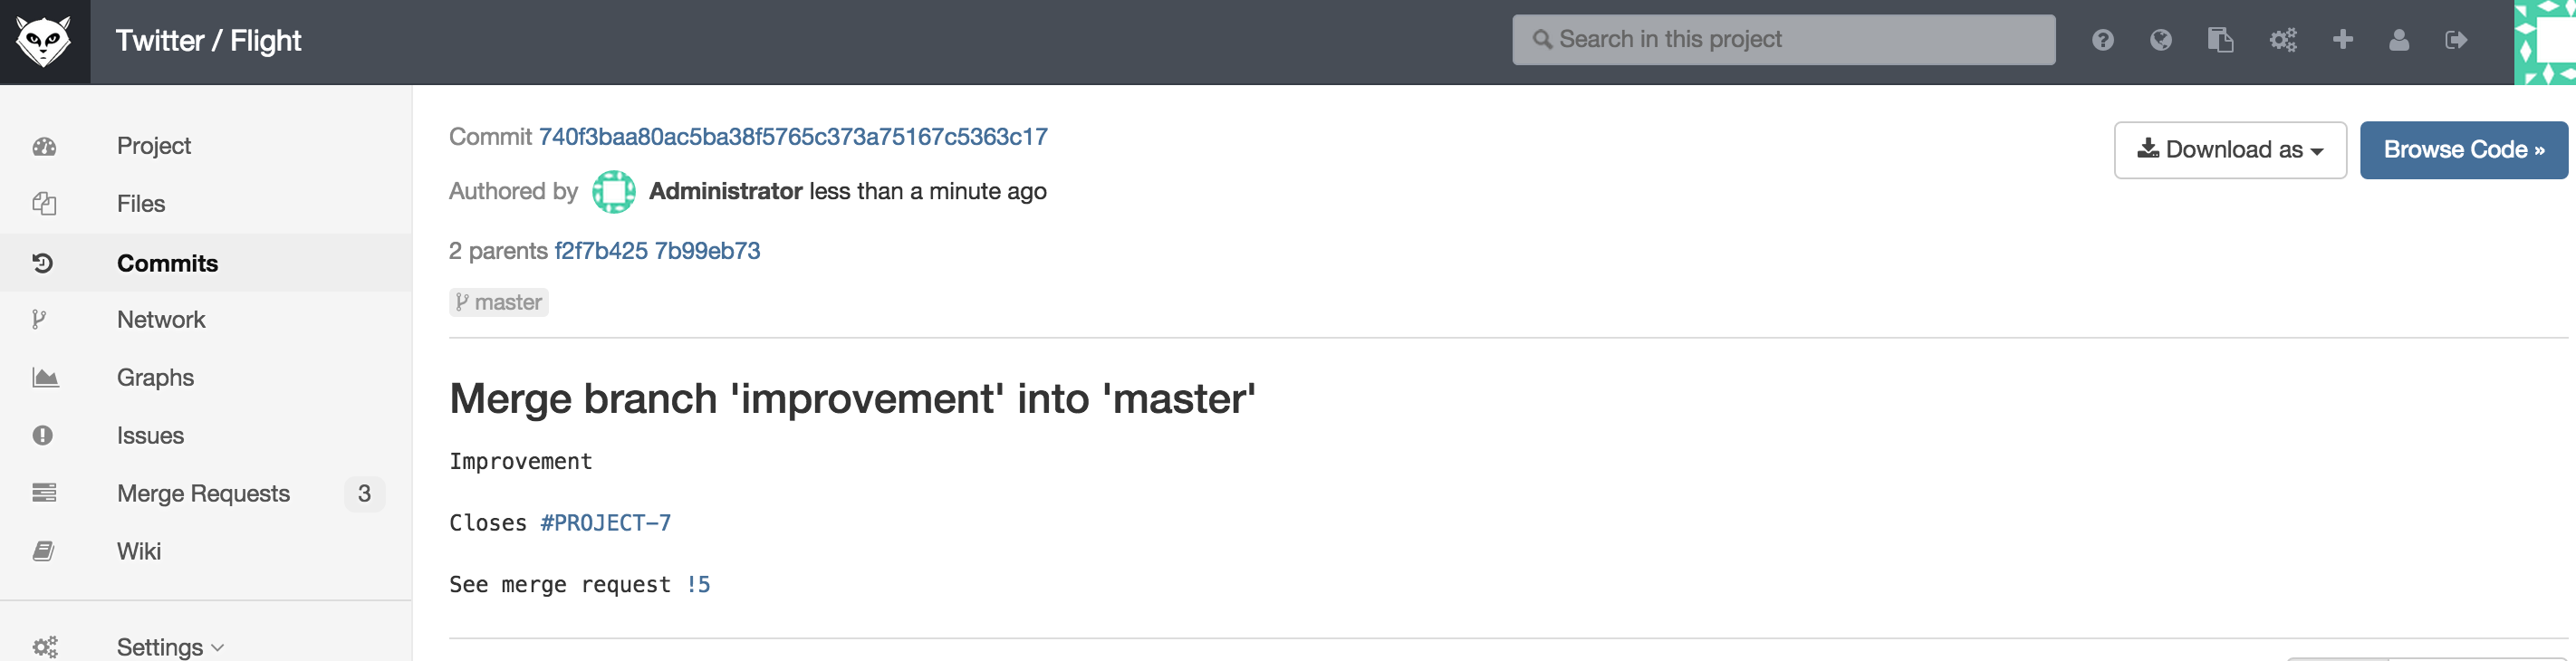 Twitter / Flight
Search in this project
Project
Files
Commits
Network
Graphs
Issues
Merge Requests 3
Wiki
Settings
Commit 740f3baa80ac5ba38f5765c373a75167c5363c17
Authored by Administrator less than a minute ago
2 parents f2f7b425 7b99eb73
master
Download as
Browse Code »
Merge branch 'improvement' into 'master'
Improvement
Closes #PROJECT-7
See merge request !5